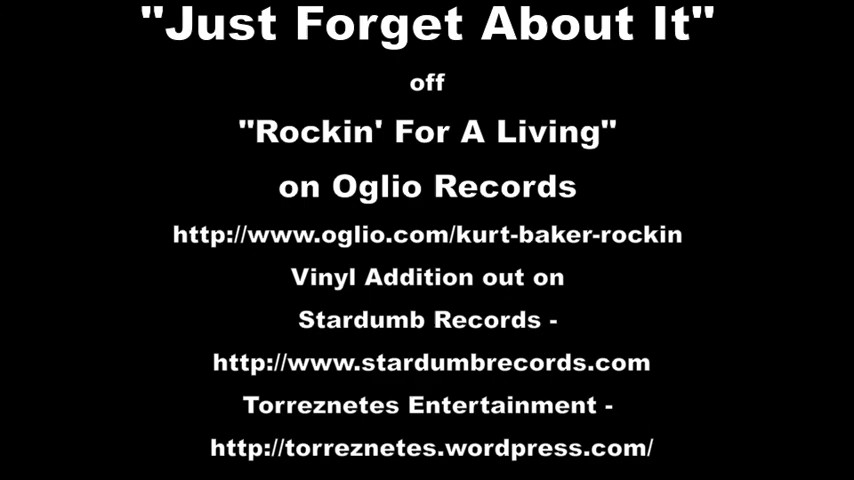 "Just Forget About It"
off
"Rockin' For A Living"
on Oglio Records
http://www.oglio.com/kurt-baker-rockin
Vinyl Addition out on
Stardumb Records -
http://www.stardumbrecords.com
Torreznetes Entertainment -
http://torreznetes.wordpress.com/